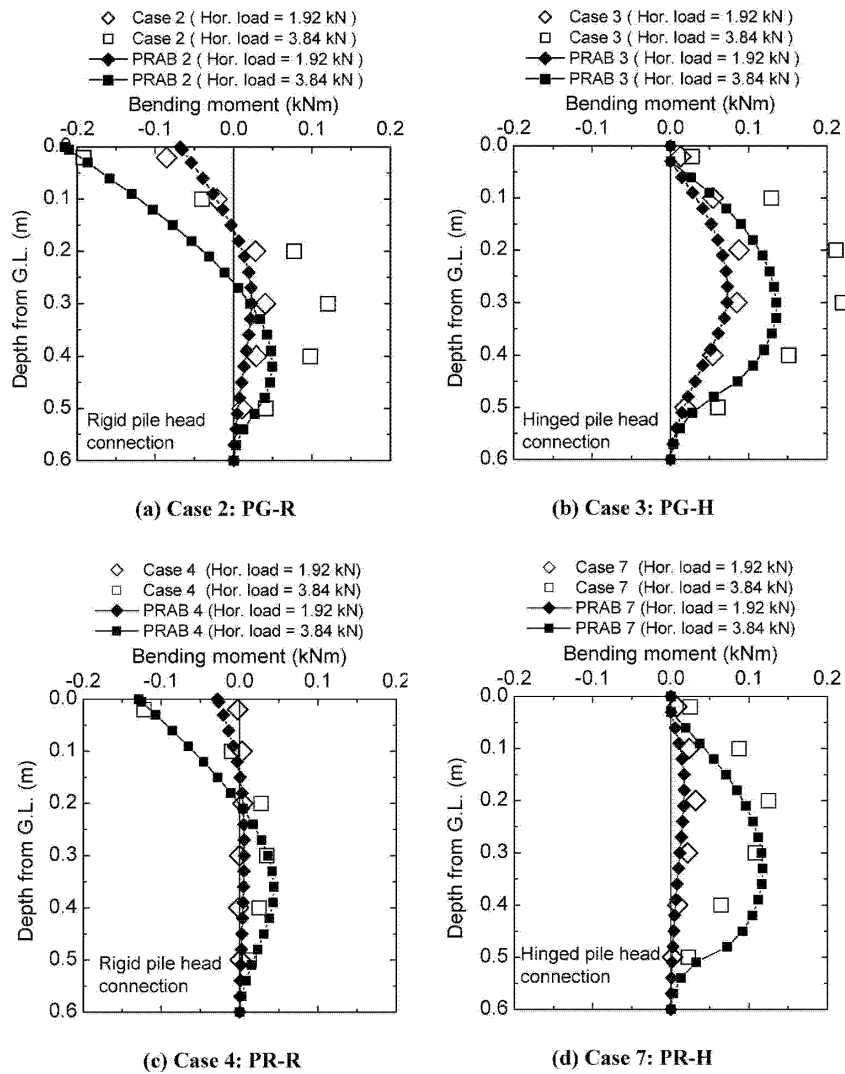 Case 2 ( Hor. load = 1.92 kN )
Case 2 ( Hor. load = 3.84 kN )
PRAB 2 ( Hor. load = 1.92 kN )
PRAB 2 ( Hor. load = 3.84 kN )
Bending moment (kNm)
-0.2 -0.1 0.0 0.1 0.2
0.0
0.1
0.2
0.3
0.4
0.5
0.6
Depth from G.L. (m)
Rigid pile head
connection
(a) Case 2: PG-R
Case 3 ( Hor. load = 1.92 kN )
Case 3 ( Hor. load = 3.84 kN )
PRAB 3 ( Hor. load = 1.92 kN )
PRAB 3 ( Hor. load = 3.84 kN )
Bending moment (kNm)
-0.2 -0.1 0.0 0.1 0.2
0.0
0.1
0.2
0.3
0.4
0.5
0.6
Depth from G.L. (m)
Hinged pile head
connection
(b) Case 3: PG-H
Case 4 (Hor. load = 1.92 kN)
Case 4 (Hor. load = 3.84 kN)
PRAB 4 (Hor. load = 1.92 kN)
PRAB 4 (Hor. load = 3.84 kN)
Bending moment (kNm)
-0.2 -0.1 0.0 0.1 0.2
0.0
0.1
0.2
0.3
0.4
0.5
0.6
Depth from G.L. (m)
Rigid pile head
connection
(c) Case 4: PR-R
Case 7 (Hor. load = 1.92 kN)
Case 7 (Hor. load = 3.84 kN)
PRAB 7 (Hor. load = 1.92 kN)
PRAB 7 (Hor. load = 3.84 kN)
Bending moment (kNm)
-0.2 -0.1 0.0 0.1 0.2
0.0
0.1
0.2
0.3
0.4
0.5
0.6
Depth from G.L. (m)
Hinged pile head
connection
(d) Case 7: PR-H